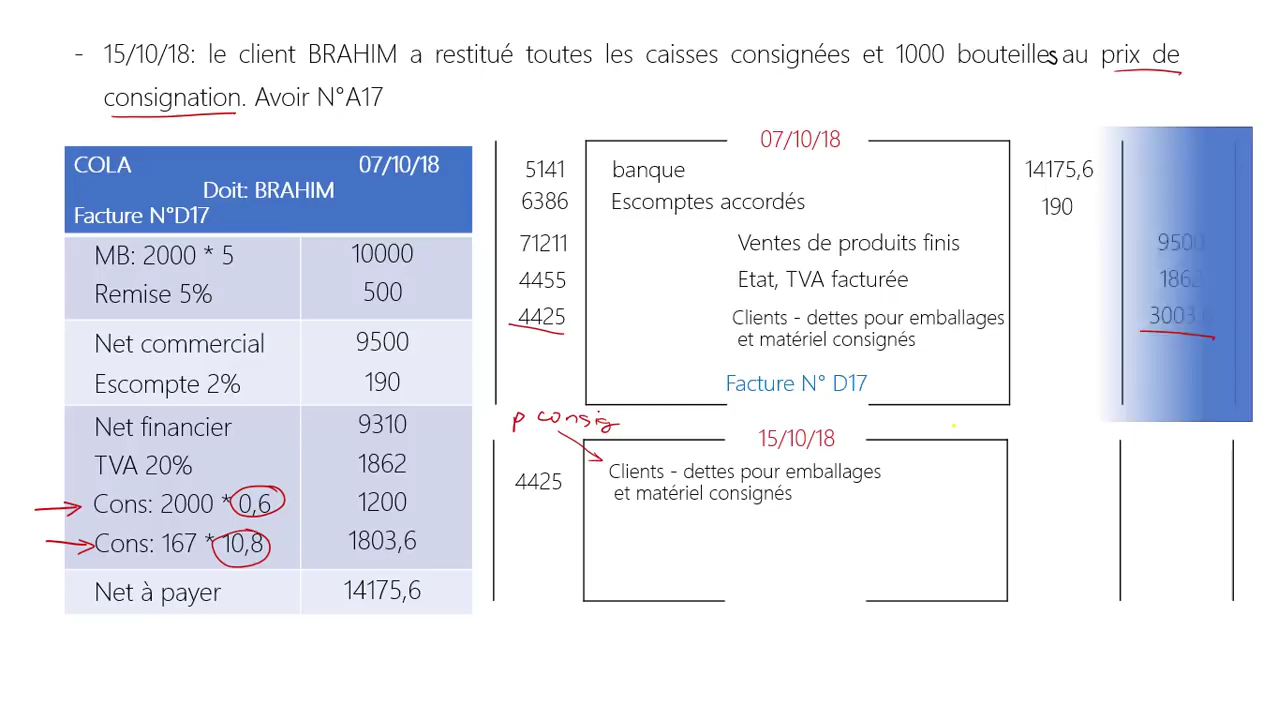 - 15/10/18: le client BRAHIM a restitué toutes les caisses consignées et 1000 bouteilles au prix de
consignation. Avoir N°A17
COLA 07/10/18
Doit: BRAHIM
Facture N°D17
MB: 2000 * 5 10000
Remise 5% 500
Net commercial 9500
Escompte 2% 190
Net financier 9310
TVA 20% 1862
Cons: 2000 * 0,6 1200
Cons: 167 * 10,8 1803,6
Net à payer 14175,6
07/10/18
5141 banque 14175,6
6386 Escomptes accordés 190
71211 Ventes de produits finis 9500
4455 Etat, TVA facturée 1862
4425 Clients - dettes pour emballages 3003,6
et matériel consignés
Facture N° D17
p consig
15/10/18
4425 Clients - dettes pour emballages
et matériel consignés